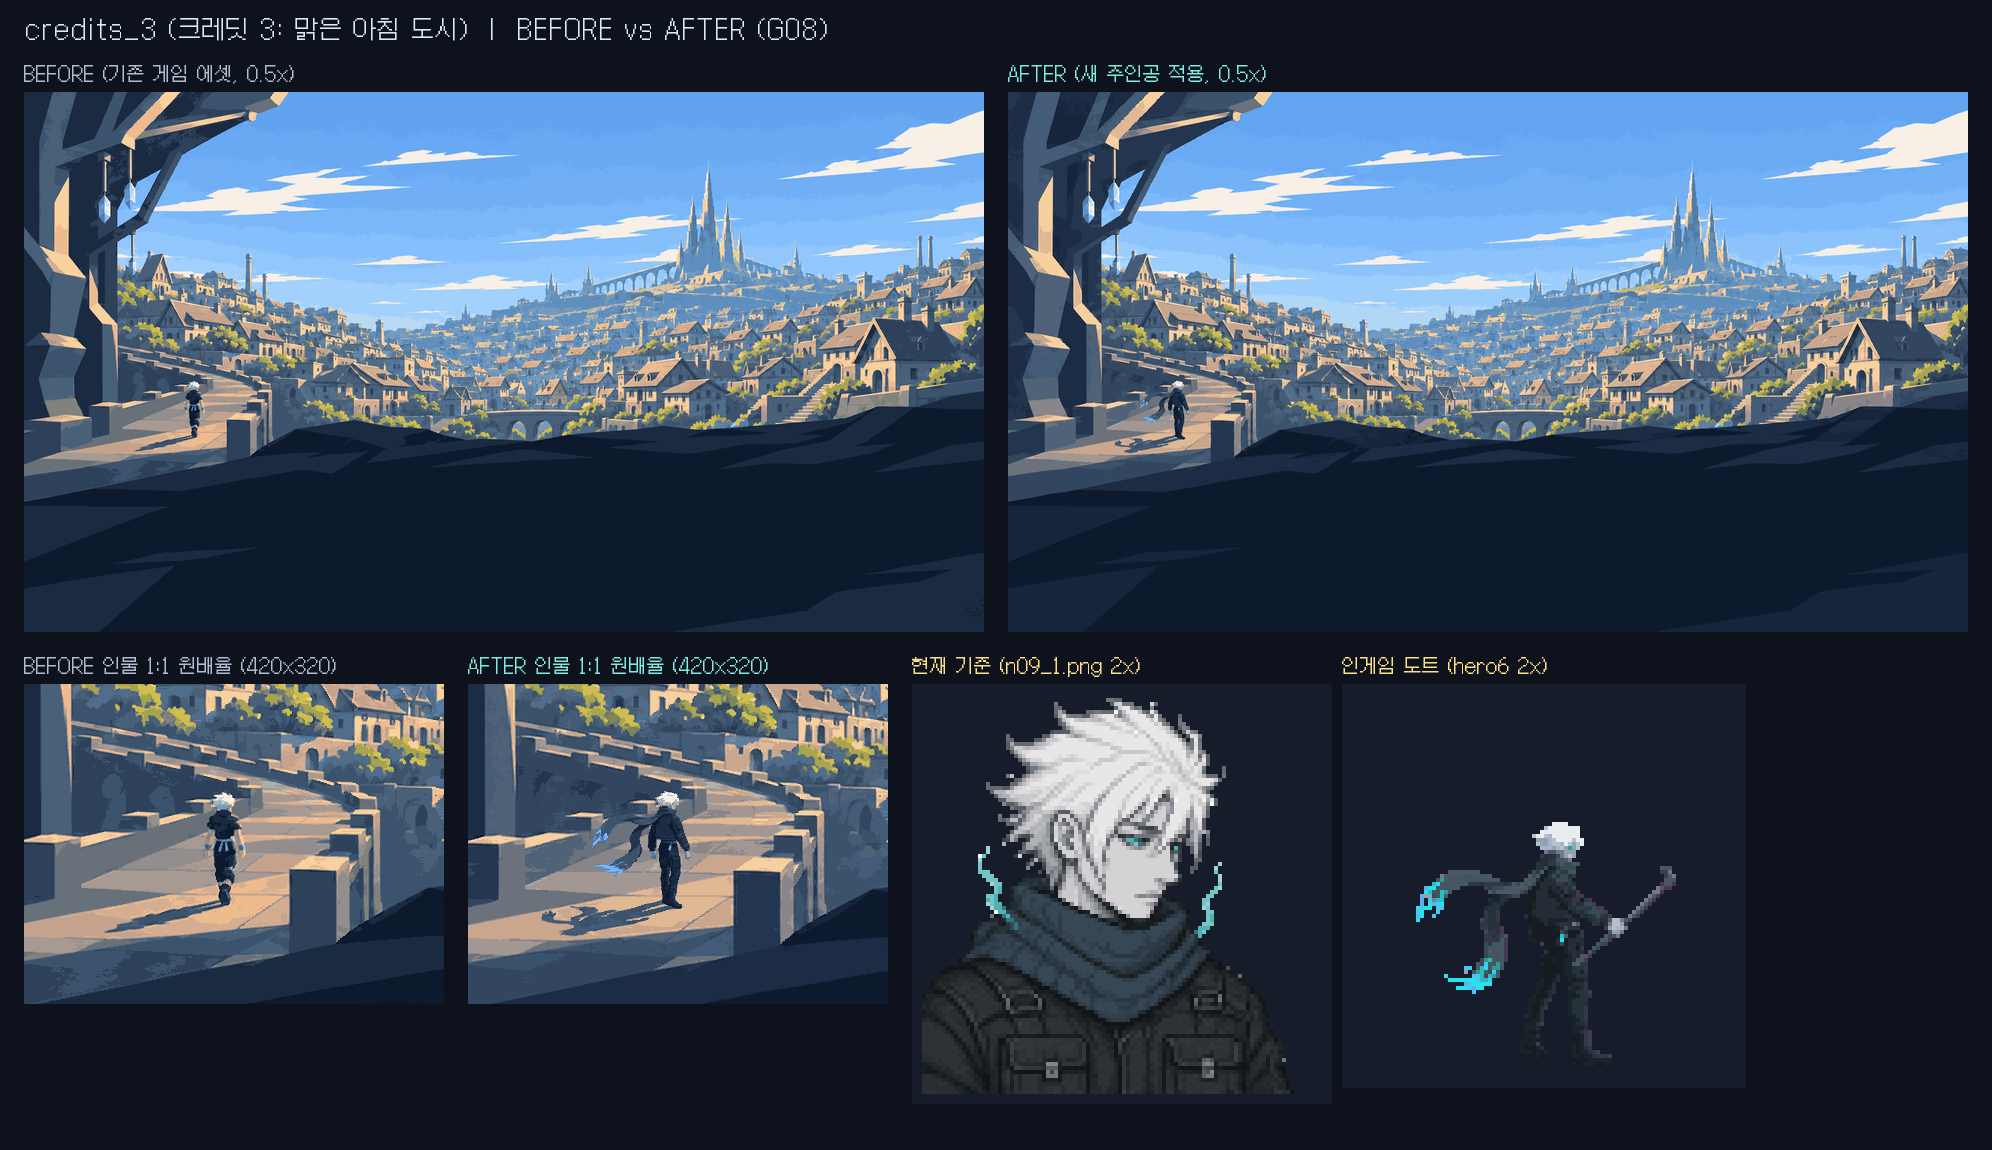 credits_3 (크레딧 3: 맑은 아침 도시) | BEFORE vs AFTER (G08)
BEFORE (기존 게임 에셋, 0.5x)
AFTER (새 주인공 적용, 0.5x)
BEFORE 인물 1:1 원배율 (420x320)
AFTER 인물 1:1 원배율 (420x320)
현재 기준 (n09_1.png 2x)
인게임 도트 (hero6 2x)